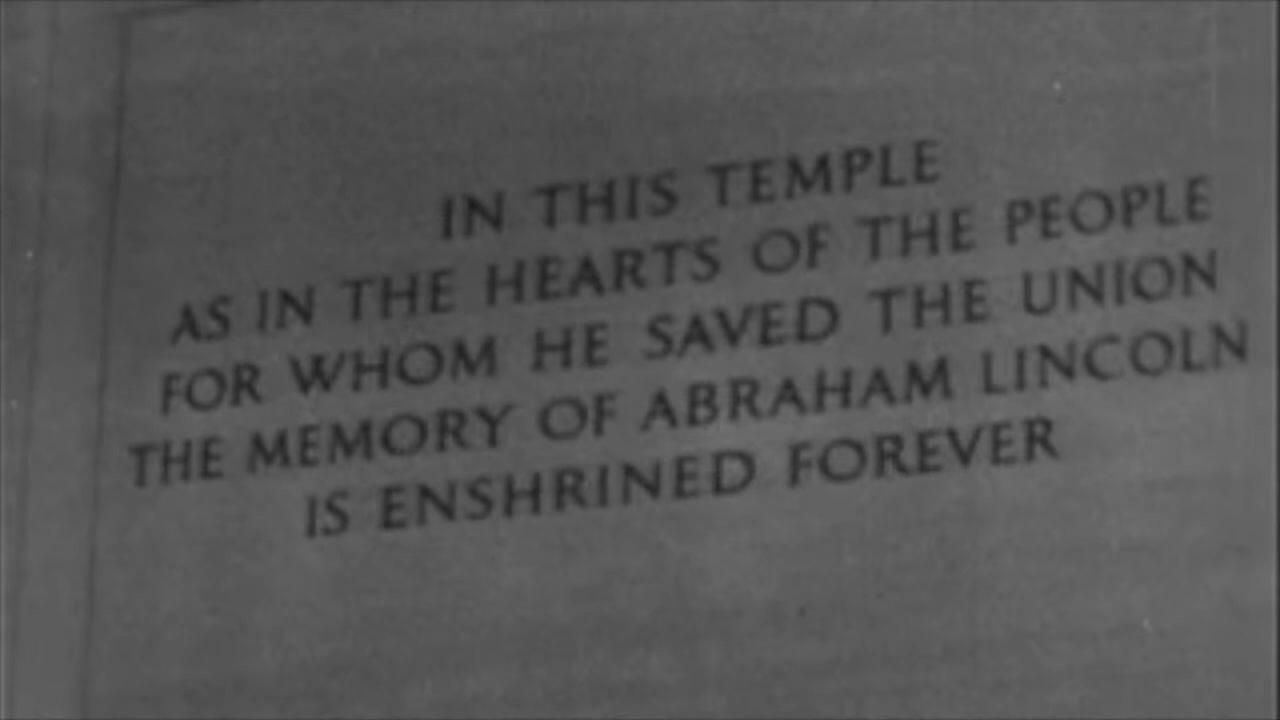 IN THIS TEMPLE
AS IN THE HEARTS OF THE PEOPLE
FOR WHOM HE SAVED THE UNION
THE MEMORY OF ABRAHAM LINCOLN
IS ENSHRINED FOREVER